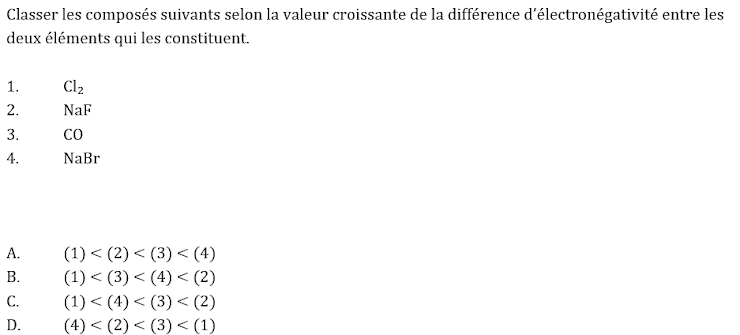 Classer les composés suivants selon la valeur croissante de la différence d'électronégativité entre les
deux éléments qui les constituent.
1. Cl₂
2. NaF
3. CO
4. NaBr
A. (1) < (2) < (3) < (4)
B. (1) < (3) < (4) < (2)
C. (1) < (4) < (3) < (2)
D. (4) < (2) < (3) < (1)